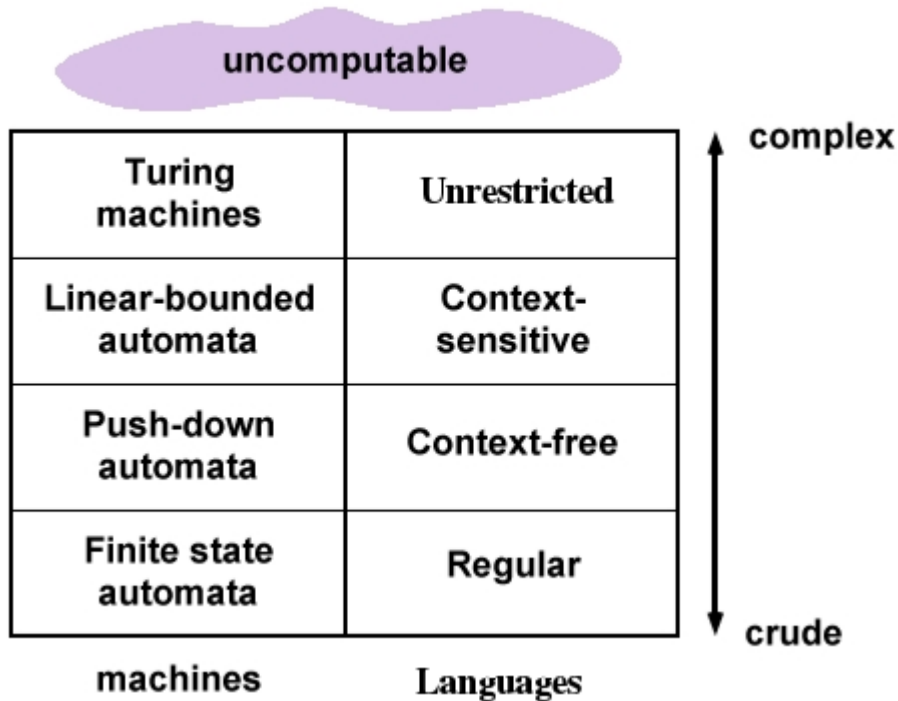 uncomputable
complex
Turing
machines
Unrestricted
Linear-bounded
automata
Context-
sensitive
Push-down
automata
Context-free
Finite state
automata
Regular
crude
machines
Languages